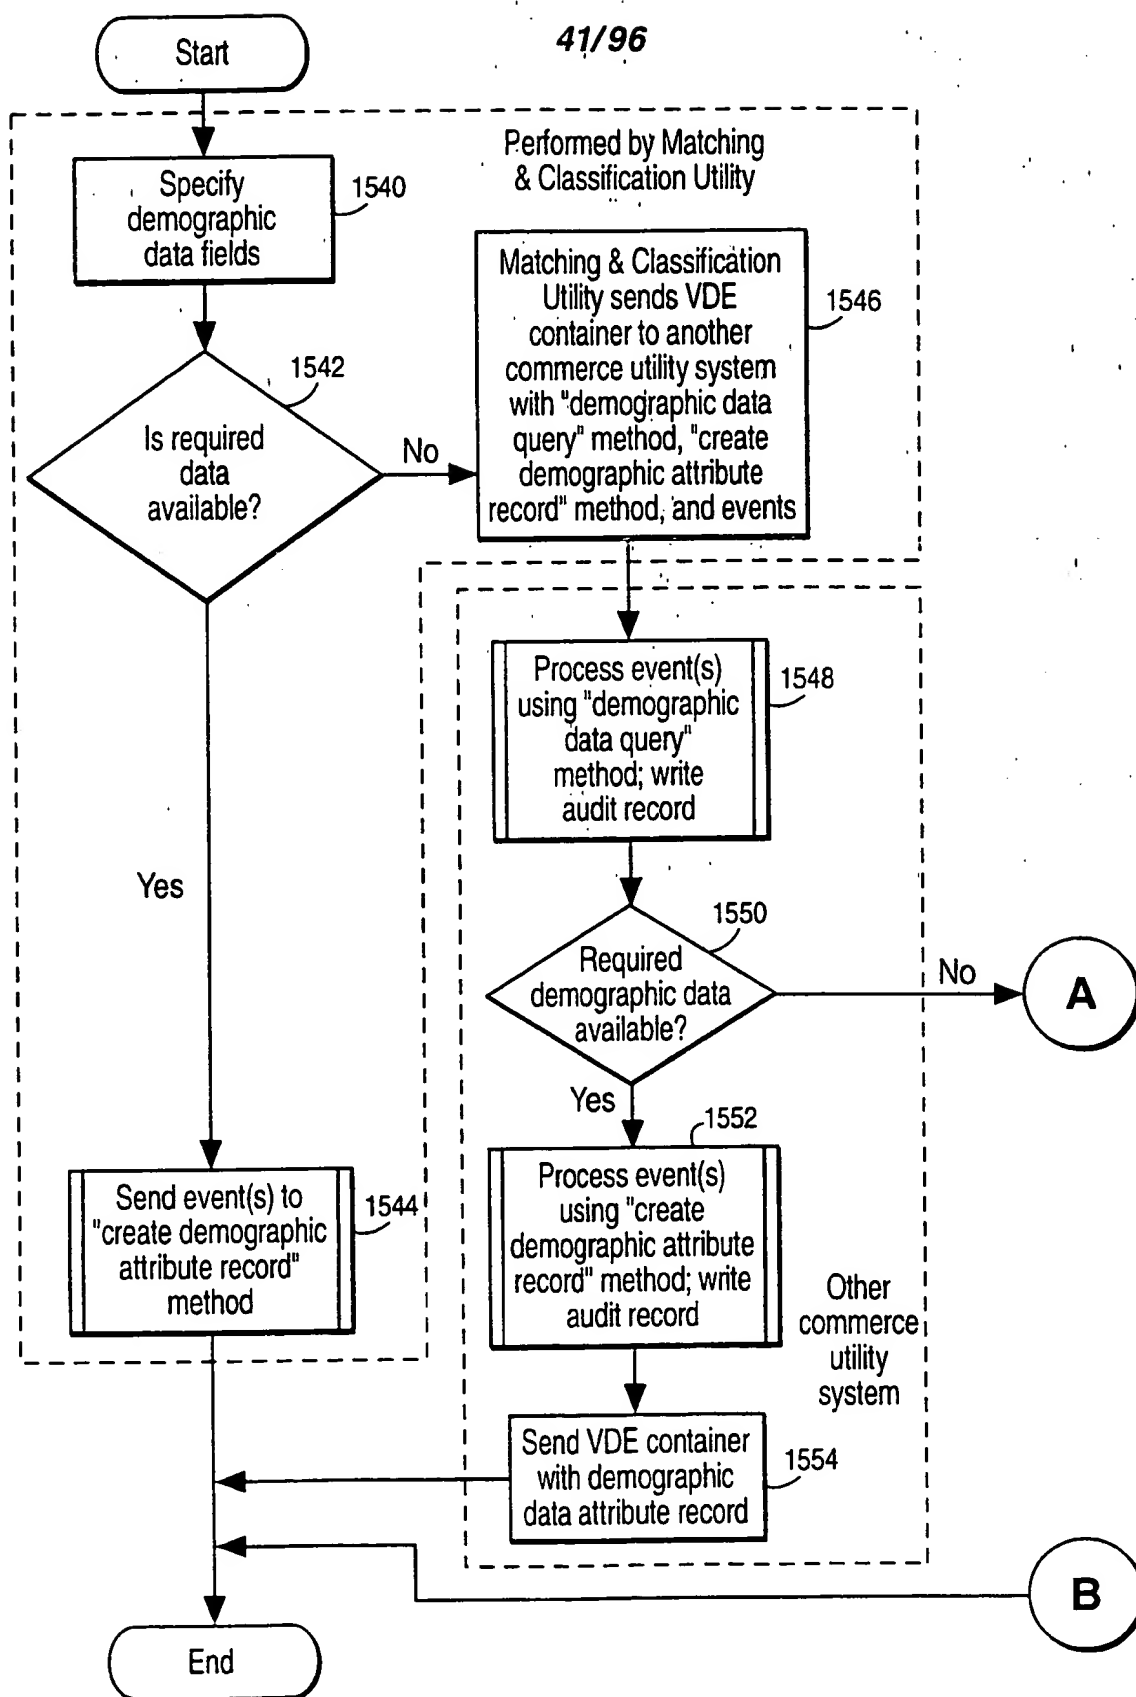 41/96
Start
Performed by Matching
& Classification Utility
Specify
demographic
data fields
1540
Matching & Classification
Utility sends VDE
container to another
commerce utility system
with "demographic data
query" method, "create
demographic attribute
record" method, and events
1546
1542
Is required
data
available?
No
Process event(s)
using "demographic
data query"
method; write
audit record
1548
Yes
1550
Required
demographic data
available?
No
A
Yes
1552
Process event(s)
using "create
demographic attribute
record" method; write
audit record
Send event(s) to
"create demographic
attribute record"
method
1544
Other
commerce
utility
system
Send VDE container
with demographic
data attribute record
1554
B
End